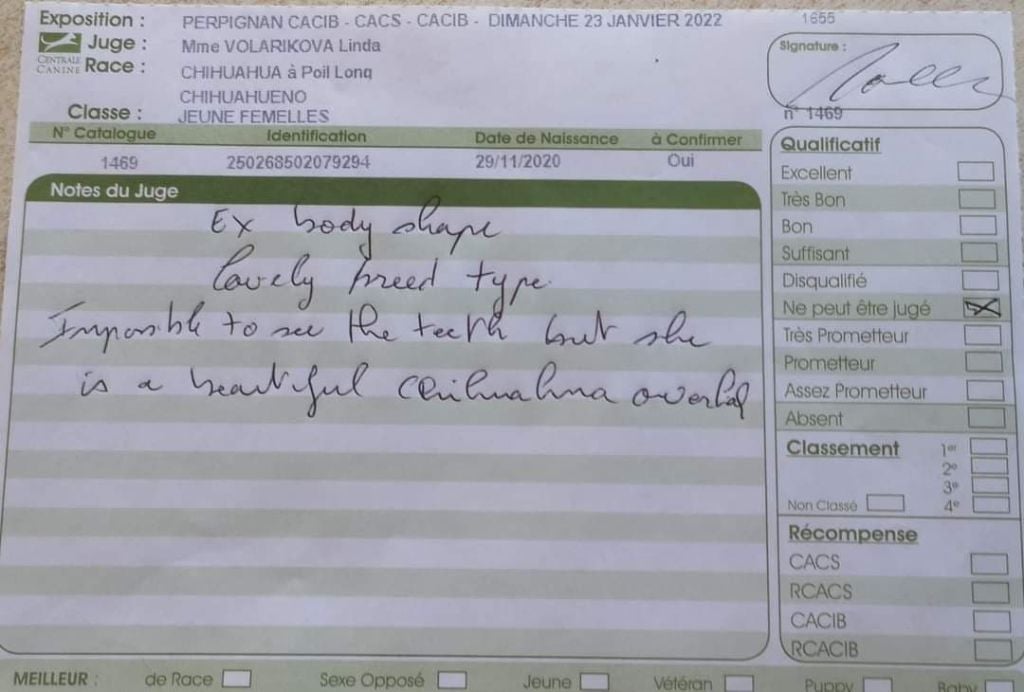 Exposition : PERPIGNAN CACIB - CACS - CACIB - DIMANCHE 23 JANVIER 2022 1655
Juge : Mme VOLARIKOVA Linda
CENTRALE CANINE
Race : CHIHUAHUA à Poil Long
CHIHUAHUENO
Classe : JEUNE FEMELLES
Signature :
n° 1469
N° Catalogue Identification Date de Naissance à Confirmer
1469 250268502079294 29/11/2020 Oui
Notes du Juge
Ex body shape
lovely breed type
Impossible to see the teeth but she
is a beautiful chihuahua overhal
Qualificatif
Excellent
Très Bon
Bon
Suffisant
Disqualifié
Ne peut être jugé
Très Prometteur
Prometteur
Assez Prometteur
Absent
Classement 1er
2e
3e
Non Classé 4e
Récompense
CACS
RCACS
CACIB
RCACIB
MEILLEUR : de Race Sexe Opposé Jeune Vétéran Puppy Baby